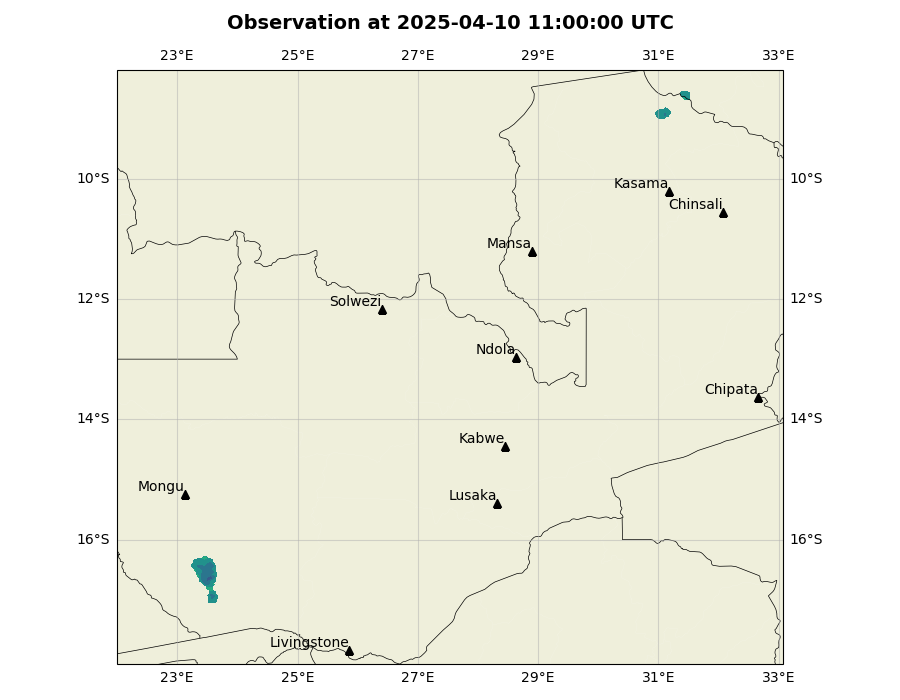 Observation at 2025-04-10 11:00:00 UTC
23°E 25°E 27°E 29°E 31°E 33°E
10°S 10°S
Kasama
Chinsali
Mansa
12°S 12°S
Solwezi
Ndola
Chipata
14°S 14°S
Kabwe
Mongu
Lusaka
16°S 16°S
Livingstone
23°E 25°E 27°E 29°E 31°E 33°E